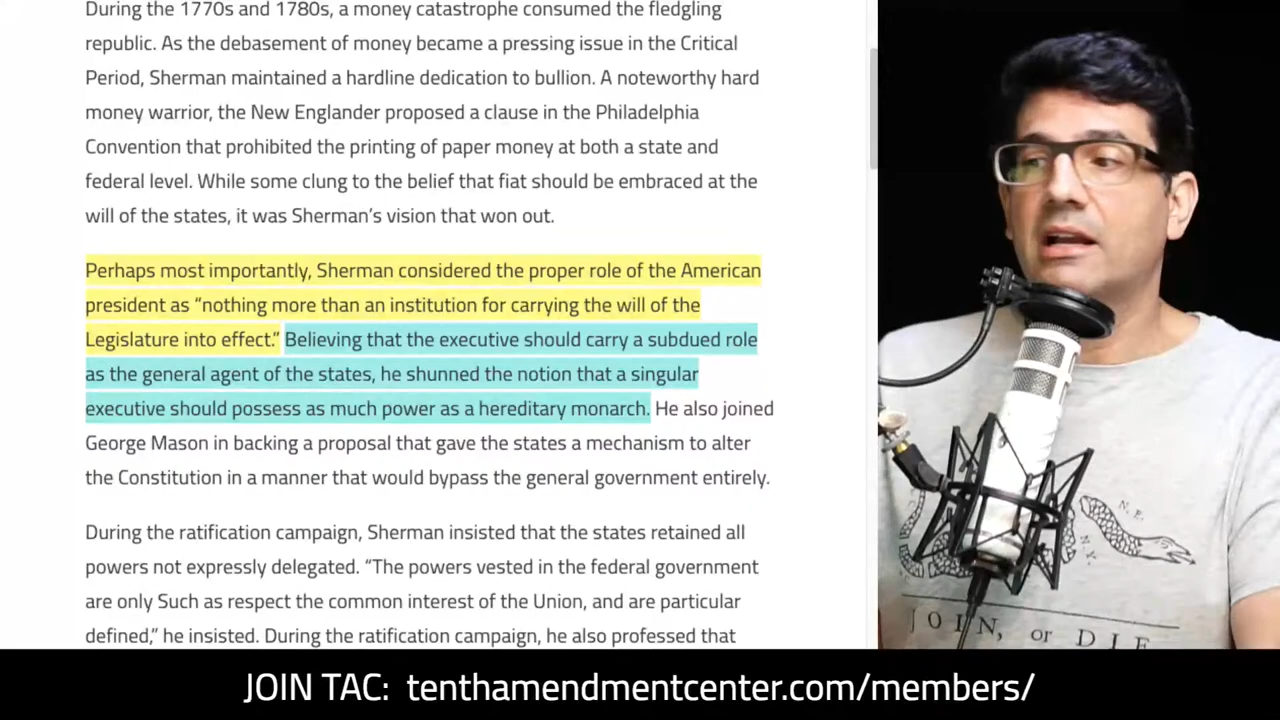 During the 1770s and 1780s, a money catastrophe consumed the fledgling
republic. As the debasement of money became a pressing issue in the Critical
Period, Sherman maintained a hardline dedication to bullion. A noteworthy hard
money warrior, the New Englander proposed a clause in the Philadelphia
Convention that prohibited the printing of paper money at both a state and
federal level. While some clung to the belief that fiat should be embraced at the
will of the states, it was Sherman’s vision that won out.
Perhaps most importantly, Sherman considered the proper role of the American
president as “nothing more than an institution for carrying the will of the
Legislature into effect.” Believing that the executive should carry a subdued role
as the general agent of the states, he shunned the notion that a singular
executive should possess as much power as a hereditary monarch. He also joined
George Mason in backing a proposal that gave the states a mechanism to alter
the Constitution in a manner that would bypass the general government entirely.
During the ratification campaign, Sherman insisted that the states retained all
powers not expressly delegated. “The powers vested in the federal government
are only Such as respect the common interest of the Union, and are particular
defined,” he insisted. During the ratification campaign, he also professed that
N. E.
N. Y.
JOIN, or DIE
JOIN TAC: tenthamendmentcenter.com/members/